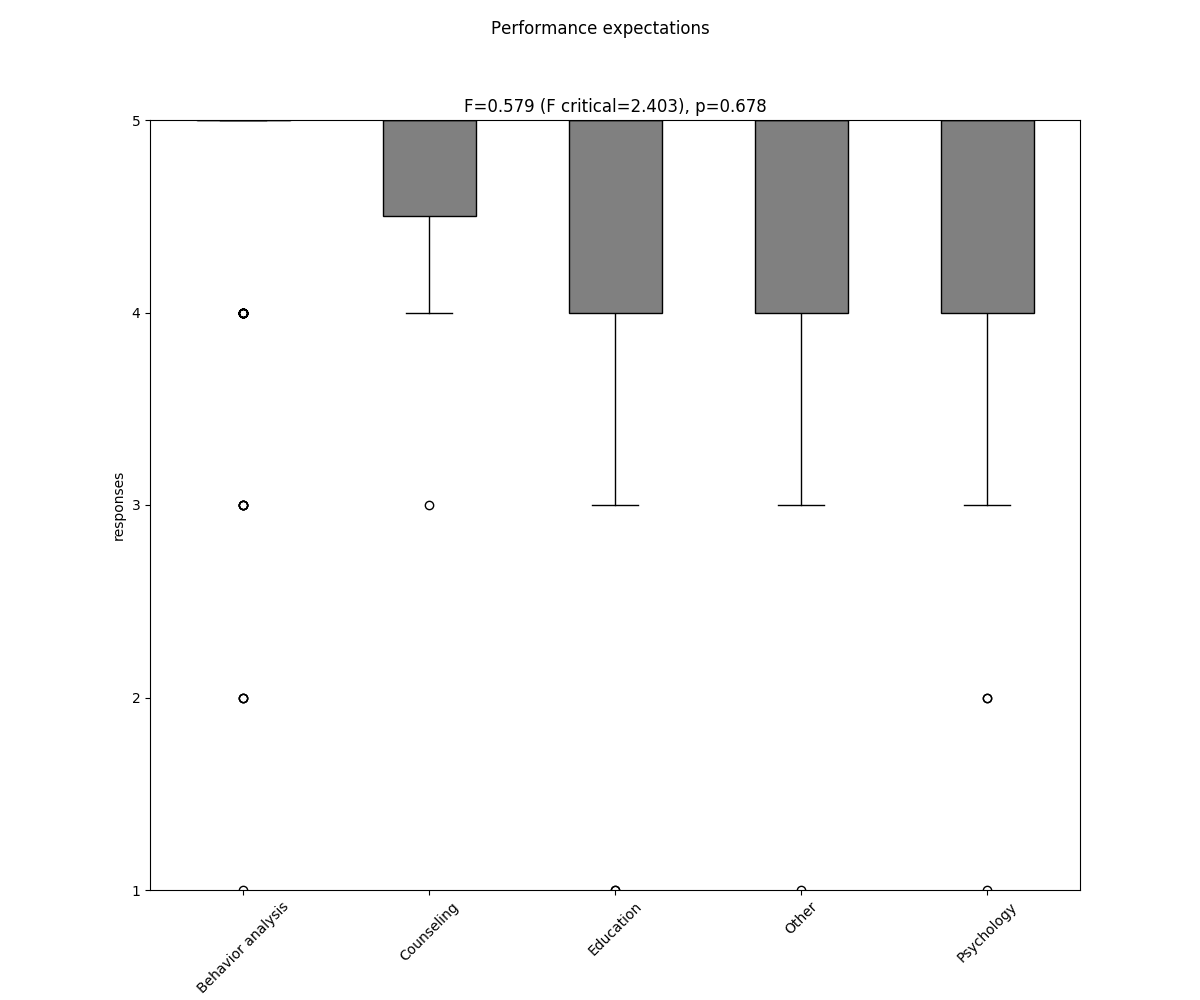 Performance expectations
F=0.579 (F critical=2.403), p=0.678
5
4
3
2
1
responses
Behavior analysis
Counseling
Education
Other
Psychology